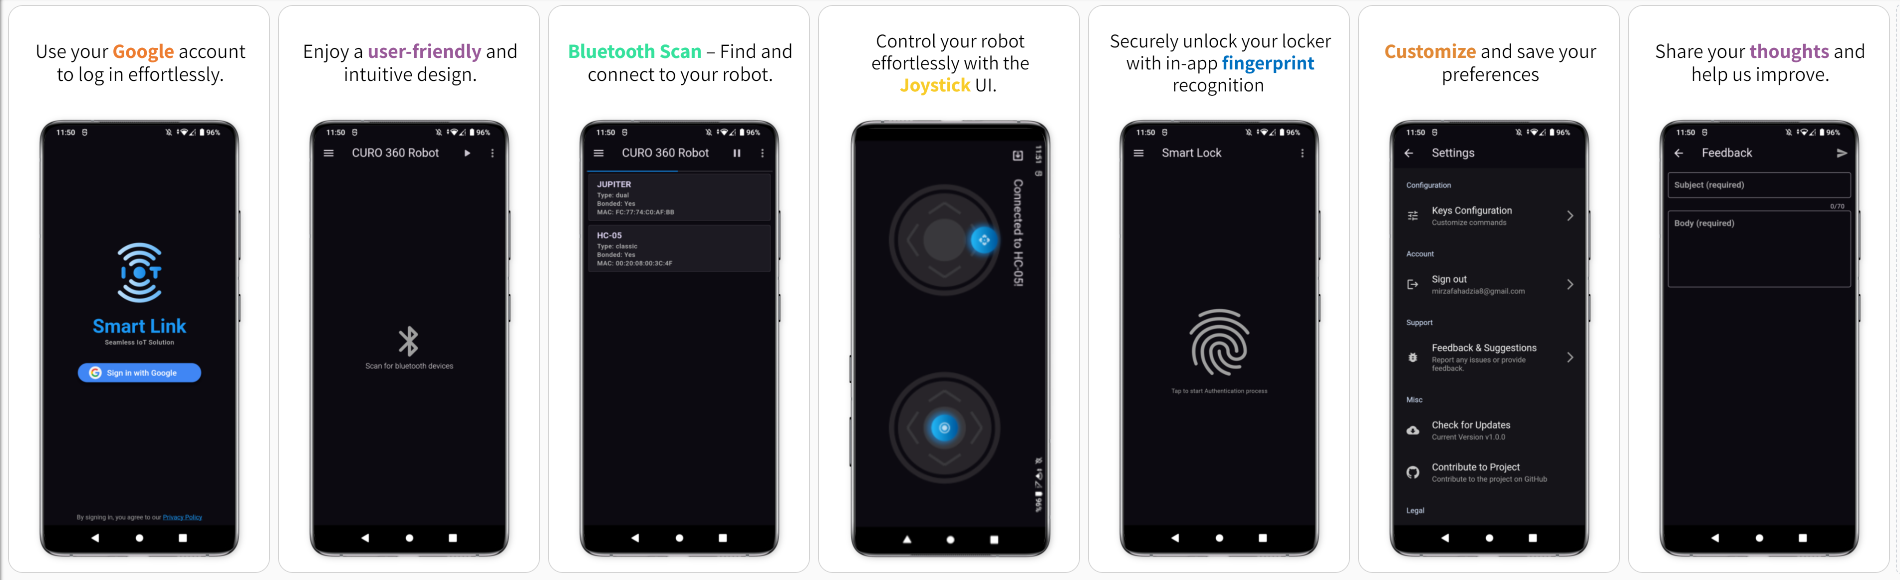 Use your Google account
to log in effortlessly.
11:50
96%
IOT
Smart Link
Seamless IoT Solution
Sign in with Google
By signing in, you agree to our Privacy Policy
Enjoy a user-friendly and
intuitive design.
11:50
96%
CURO 360 Robot
Scan for bluetooth devices
Bluetooth Scan – Find and
connect to your robot.
11:50
96%
CURO 360 Robot
JUPITER
Type: dual
Bonded: Yes
MAC: FC:77:74:C0:AF:BB
HC-05
Type: classic
Bonded: Yes
MAC: 00:20:08:00:3C:4F
Control your robot
effortlessly with the
Joystick UI.
11:51
96%
Connected to HC-05!
Securely unlock your locker
with in-app fingerprint
recognition
11:50
96%
Smart Lock
Tap to start Authentication process
Customize and save your
preferences
11:50
96%
Settings
Configuration
Keys Configuration
Customize commands
Account
Sign out
mirzafahadzia8@gmail.com
Support
Feedback & Suggestions
Report any issues or provide
feedback.
Misc
Check for Updates
Current Version v1.0.0
Contribute to Project
Contribute to the project on GitHub
Legal
Share your thoughts and
help us improve.
11:50
96%
Feedback
Subject (required)
0/70
Body (required)